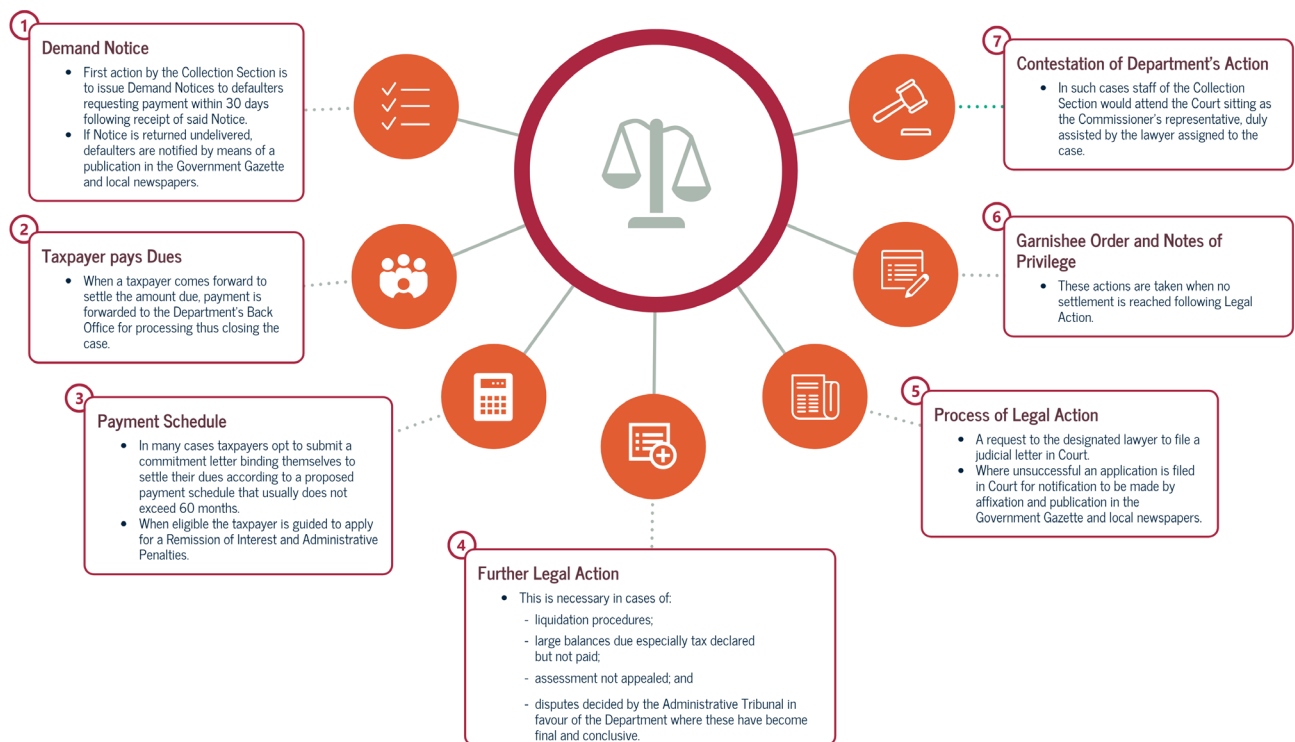 1
Demand Notice
• First action by the Collection Section is
to issue Demand Notices to defaulters
requesting payment within 30 days
following receipt of said Notice.
• If Notice is returned undelivered,
defaulters are notified by means of a
publication in the Government Gazette
and local newspapers.
2
Taxpayer pays Dues
• When a taxpayer comes forward to
settle the amount due, payment is
forwarded to the Department's Back
Office for processing thus closing the
case.
3
Payment Schedule
• In many cases taxpayers opt to submit a
commitment letter binding themselves to
settle their dues according to a proposed
payment schedule that usually does not
exceed 60 months.
• When eligible the taxpayer is guided to apply
for a Remission of Interest and Administrative
Penalties.
4
Further Legal Action
• This is necessary in cases of:
- liquidation procedures;
- large balances due especially tax declared
but not paid;
- assessment not appealed; and
- disputes decided by the Administrative Tribunal in
favour of the Department where these have become
final and conclusive.
5
Process of Legal Action
• A request to the designated lawyer to file a
judicial letter in Court.
• Where unsuccessful an application is filed
in Court for notification to be made by
affixation and publication in the
Government Gazette and local newspapers.
6
Garnishee Order and Notes of
Privilege
• These actions are taken when no
settlement is reached following Legal
Action.
7
Contestation of Department's Action
• In such cases staff of the Collection
Section would attend the Court sitting as
the Commissioner's representative, duly
assisted by the lawyer assigned to the
case.